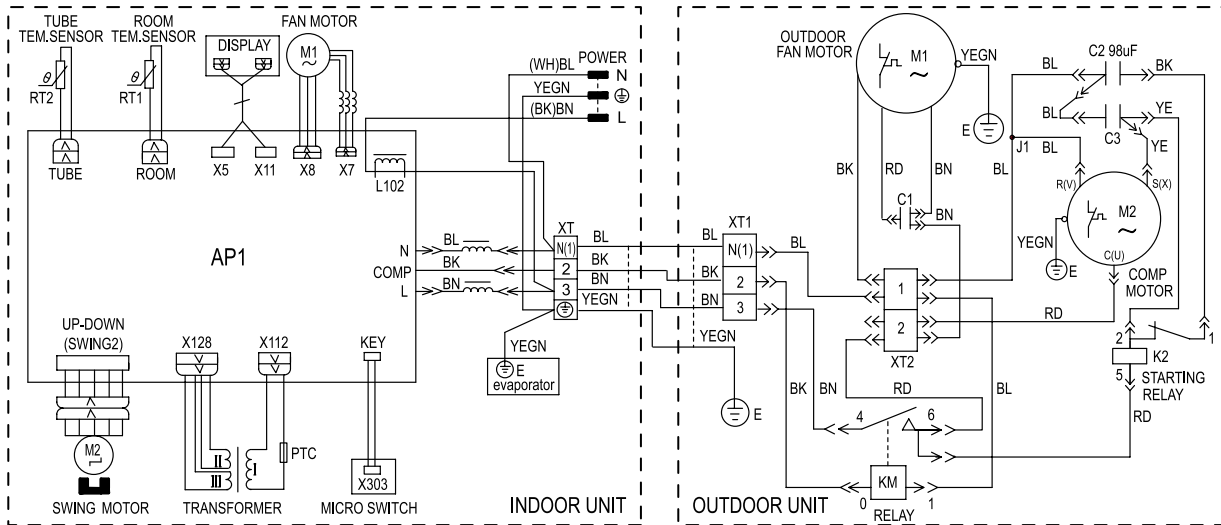 TUBE
TEM.SENSOR
ROOM
TEM.SENSOR
FAN MOTOR
DISPLAY
M1
~
θ
RT2
θ
RT1
TUBE
ROOM
X5
X11
X8
X7
L102
(WH)BL
POWER
N
YEGN
(BK)BN
L
AP1
N
BL
COMP
BK
L
BN
XT
N(1)
2
3
BL
BK
BN
YEGN
YEGN
E
evaporator
UP-DOWN
(SWING2)
X128
X112
KEY
M2
II
III
I
PTC
X303
SWING MOTOR
TRANSFORMER
MICRO SWITCH
INDOOR UNIT
OUTDOOR
FAN MOTOR
M1
~
YEGN
E
BL
C2 98uF
BK
BL
YE
C3
J1
BL
YE
BK
RD
BN
BL
C1
BN
R(V)
S(X)
M2
~
YEGN
E
C(U)
COMP
MOTOR
XT1
BL
N(1)
BL
BK
2
BN
3
YEGN
E
1
2
XT2
RD
2
1
K2
5
STARTING
RELAY
BK
BN
RD
BL
RD
4
6
KM
0
1
RELAY
OUTDOOR UNIT